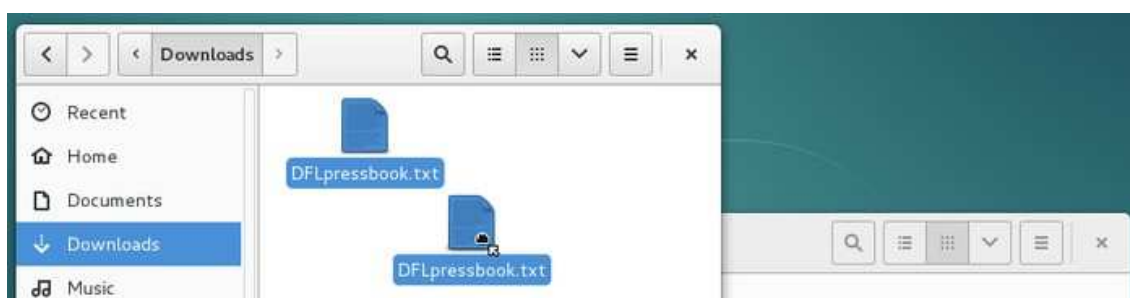 Downloads
Recent
Home
Documents
Downloads
Music
DFLpressbook.txt
DFLpressbook.txt